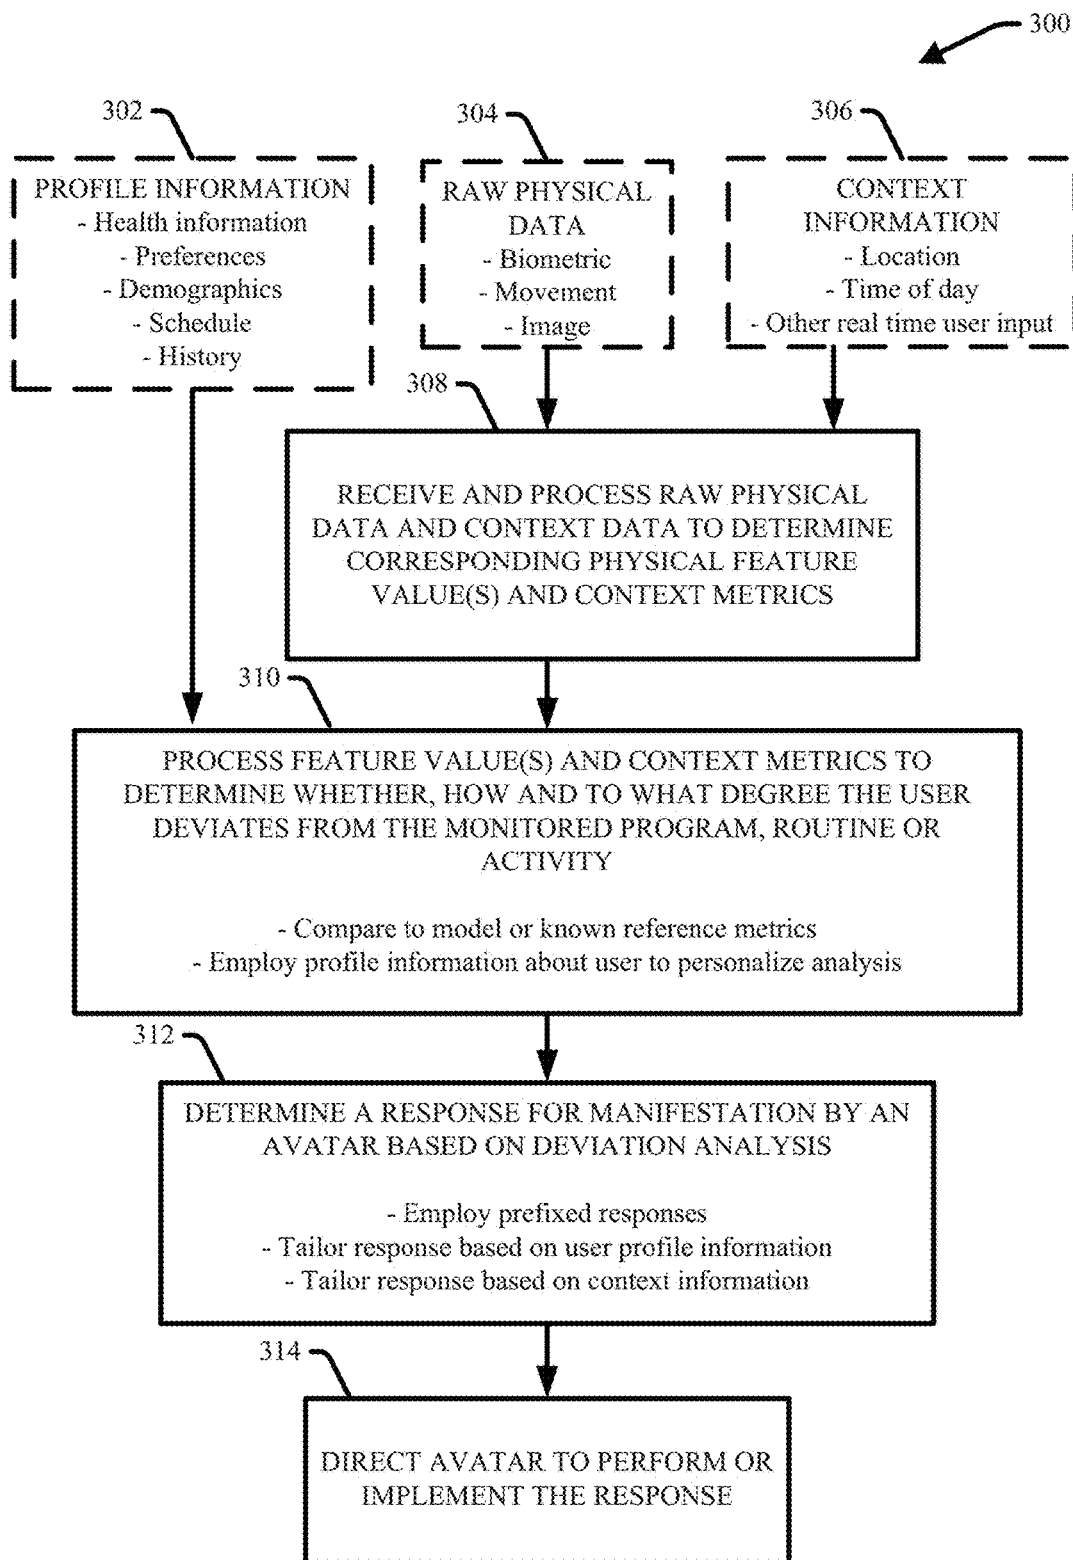 300
302
304
306
PROFILE INFORMATION
- Health information
- Preferences
- Demographics
- Schedule
- History
RAW PHYSICAL
DATA
- Biometric
- Movement
- Image
CONTEXT
INFORMATION
- Location
- Time of day
- Other real time user input
308
RECEIVE AND PROCESS RAW PHYSICAL
DATA AND CONTEXT DATA TO DETERMINE
CORRESPONDING PHYSICAL FEATURE
VALUE(S) AND CONTEXT METRICS
310
PROCESS FEATURE VALUE(S) AND CONTEXT METRICS TO
DETERMINE WHETHER, HOW AND TO WHAT DEGREE THE USER
DEVIATES FROM THE MONITORED PROGRAM, ROUTINE OR
ACTIVITY
- Compare to model or known reference metrics
- Employ profile information about user to personalize analysis
312
DETERMINE A RESPONSE FOR MANIFESTATION BY AN
AVATAR BASED ON DEVIATION ANALYSIS
- Employ prefixed responses
- Tailor response based on user profile information
- Tailor response based on context information
314
DIRECT AVATAR TO PERFORM OR
IMPLEMENT THE RESPONSE